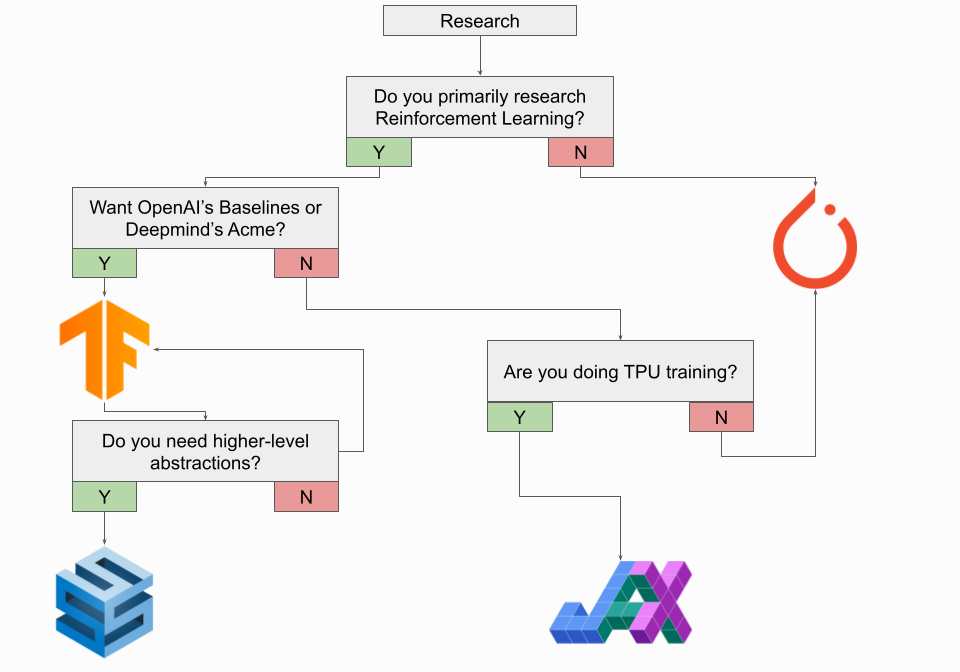 Research
Do you primarily research
Reinforcement Learning?
Y
N
Want OpenAI's Baselines or
Deepmind's Acme?
Y
N
Are you doing TPU training?
Y
N
Do you need higher-level
abstractions?
Y
N
JAX